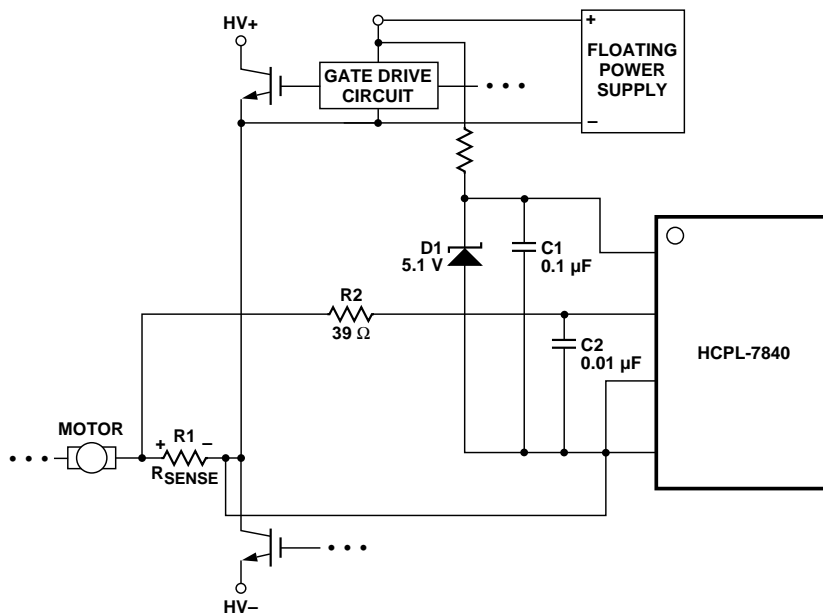 HV+
+
FLOATING
POWER
SUPPLY
–
GATE DRIVE
CIRCUIT
• • •
D1
5.1 V
C1
0.1 µF
R2
39 Ω
C2
0.01 µF
HCPL-7840
MOTOR
• • •
+ R1 –
RSENSE
• • •
HV–